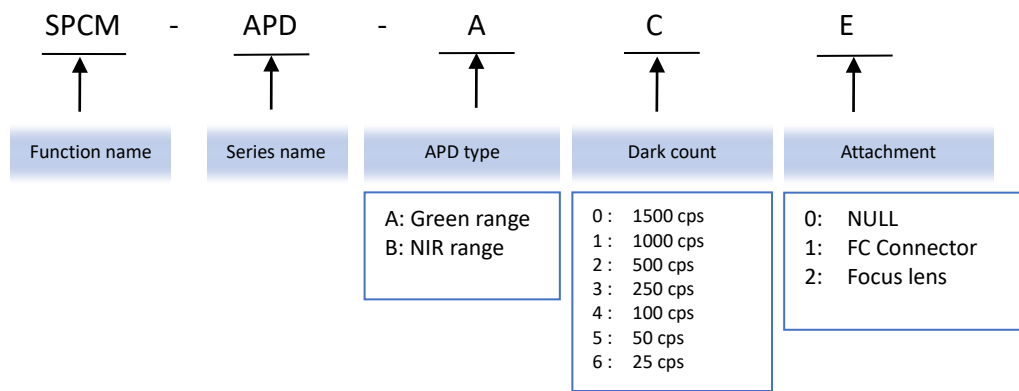 SPCM - APD - A C E
Function name Series name APD type Dark count Attachment
A: Green range
B: NIR range
0 : 1500 cps
1 : 1000 cps
2 : 500 cps
3 : 250 cps
4 : 100 cps
5 : 50 cps
6 : 25 cps
0: NULL
1: FC Connector
2: Focus lens